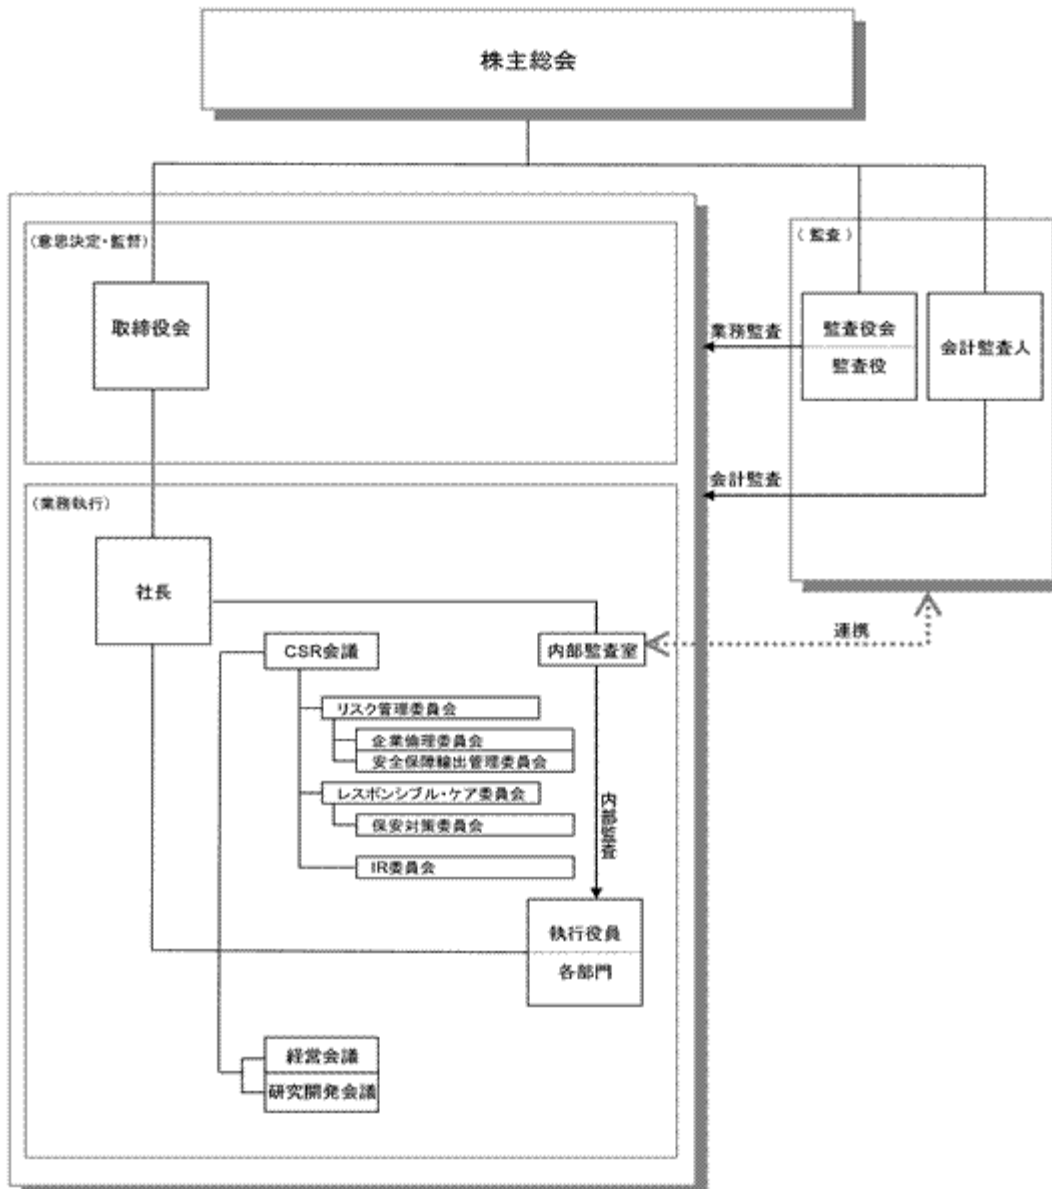 株主総会
(意思決定・監督)
取締役会
(監査)
監査役会
監査役
会計監査人
業務監査
会計監査
(業務執行)
社長
CSR会議
内部監査室
連携
リスク管理委員会
企業倫理委員会
安全保障輸出管理委員会
レスポンシブル・ケア委員会
保安対策委員会
IR委員会
内部監査
執行役員
各部門
経営会議
研究開発会議